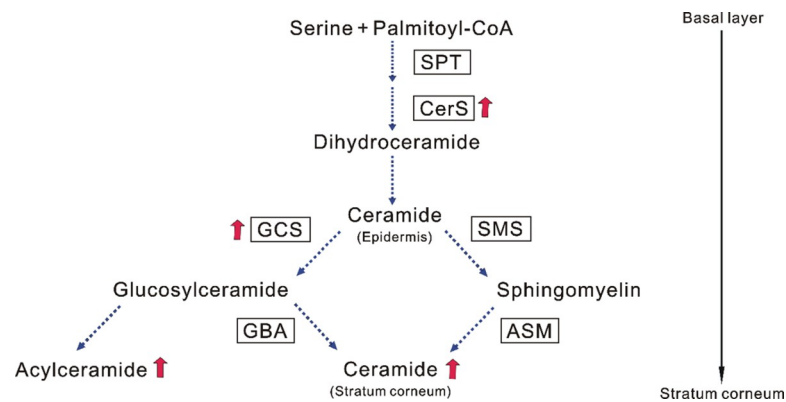 Basal layer
Serine + Palmitoyl-CoA
SPT
CerS
Dihydroceramide
Ceramide
(Epidermis)
GCS
SMS
Glucosylceramide
Sphingomyelin
GBA
ASM
Acylceramide
Ceramide
(Stratum corneum)
Stratum corneum